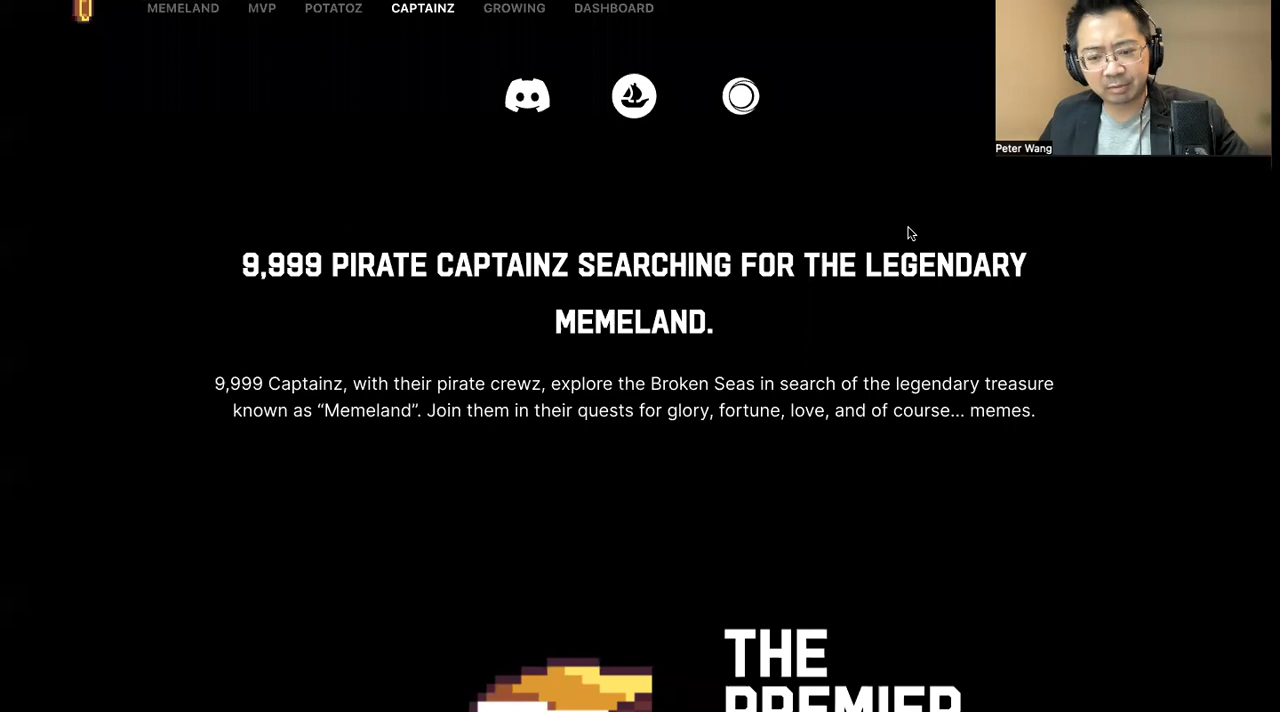 MEMELAND MVP POTATOZ CAPTAINZ GROWING DASHBOARD
Peter Wang
9,999 PIRATE CAPTAINZ SEARCHING FOR THE LEGENDARY
MEMELAND.
9,999 Captainz, with their pirate crewz, explore the Broken Seas in search of the legendary treasure
known as “Memeland”. Join them in their quests for glory, fortune, love, and of course... memes.
THE
PREMIER